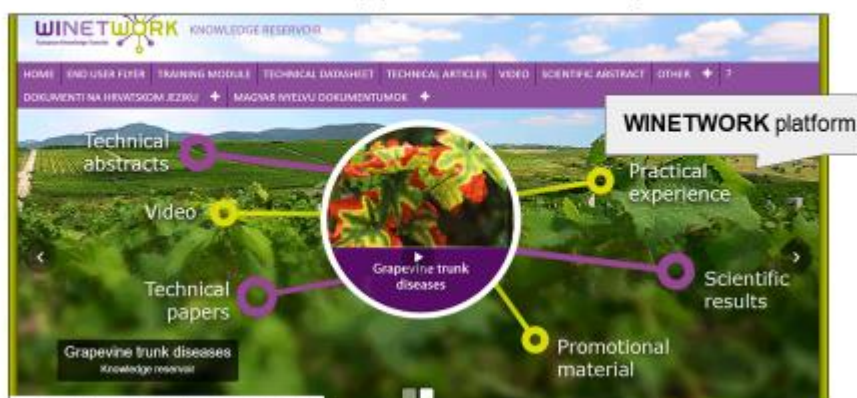 WINETWORK KNOWLEDGE RESERVOIR
HOME END USER FLYER TRAINING MODULE TECHNICAL DATASHEET TECHNICAL ARTICLES VIDEO SCIENTIFIC ABSTRACT OTHER + ?
DOKUMENTI NA HRVATSKOM JEZIKU + MAGYAR NYELVU DOKUMENTUMOK +
WINETWORK platform
Technical
abstracts
Practical
experience
Video
Grapevine trunk
diseases
Technical
papers
Scientific
results
Promotional
material
Grapevine trunk diseases
Knowledge reservoir